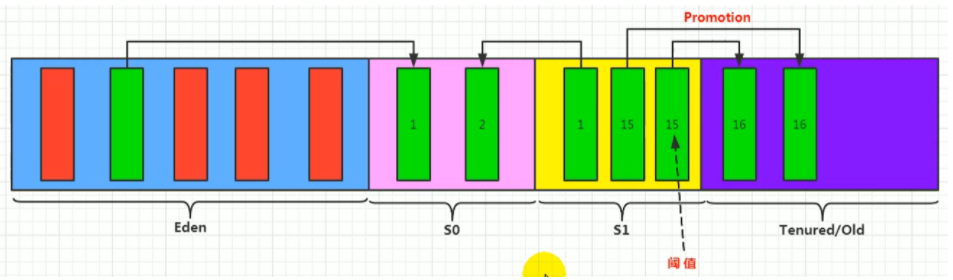 Promotion
1
2
1
15
15
16
16
Eden
S0
S1
Tenured/Old
阈值